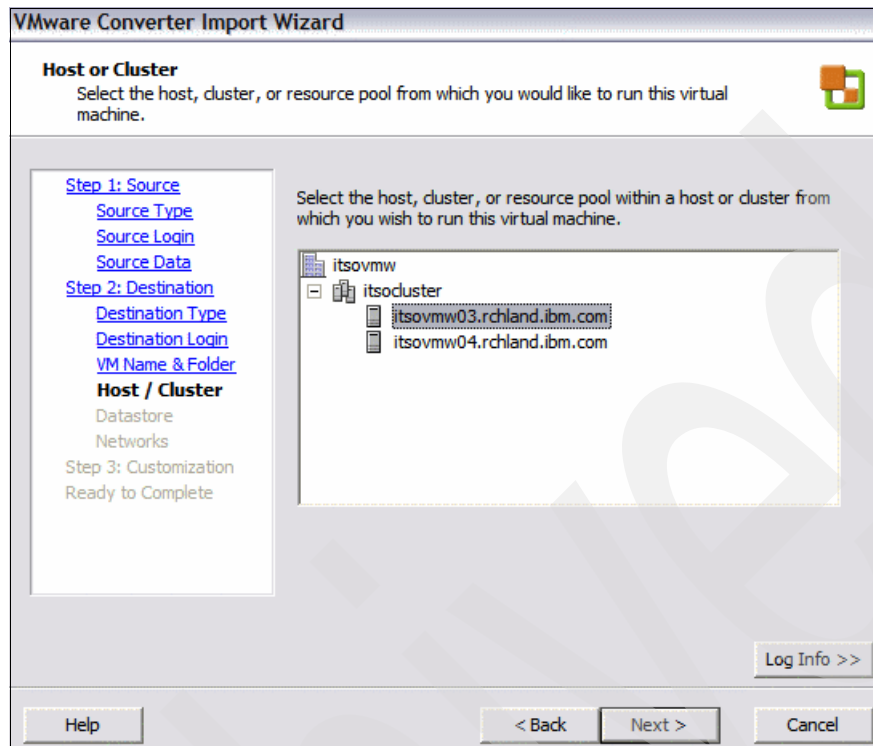 VMware Converter Import Wizard
Host or Cluster
Select the host, cluster, or resource pool from which you would like to run this virtual
machine.
Step 1: Source
Source Type
Source Login
Source Data
Step 2: Destination
Destination Type
Destination Login
VM Name & Folder
Host / Cluster
Datastore
Networks
Step 3: Customization
Ready to Complete
Select the host, cluster, or resource pool within a host or cluster from
which you wish to run this virtual machine.
itsovmw
itsocluster
itsovmw03.rchland.ibm.com
itsovmw04.rchland.ibm.com
Log Info >>
Help
< Back
Next >
Cancel